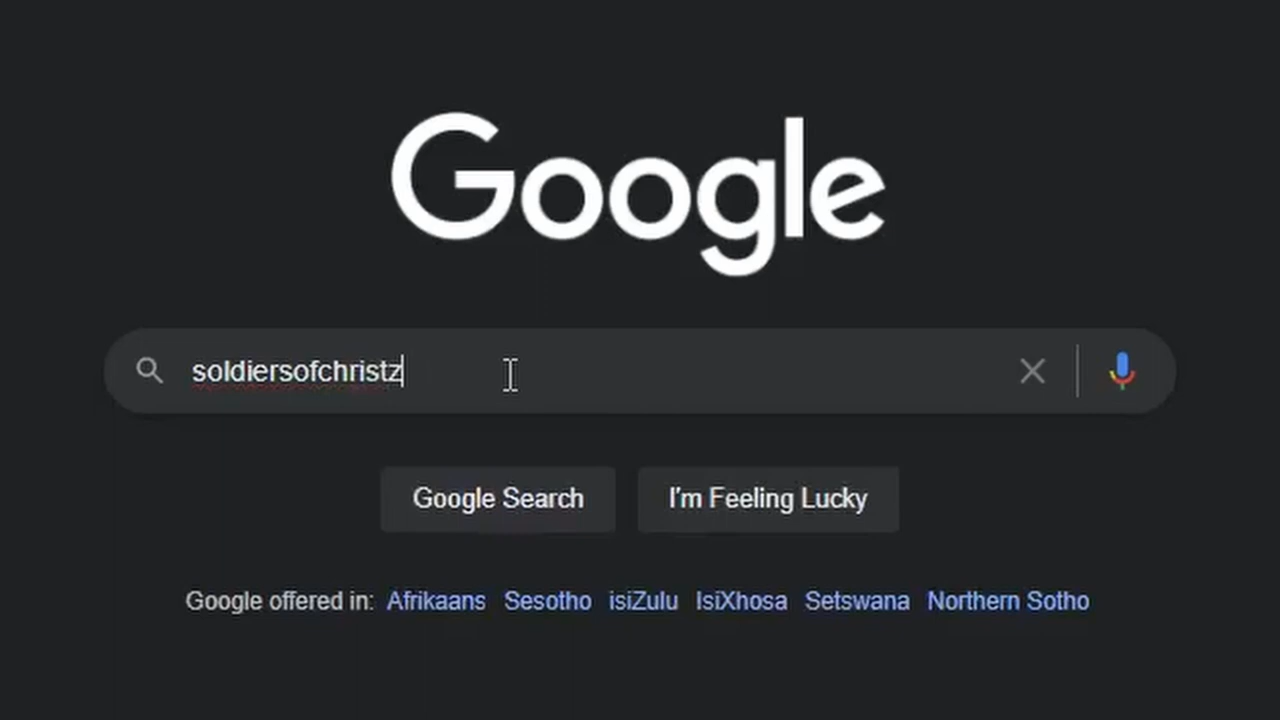 Google
soldiersofchristz
Google Search I'm Feeling Lucky
Google offered in: Afrikaans Sesotho isiZulu IsiXhosa Setswana Northern Sotho